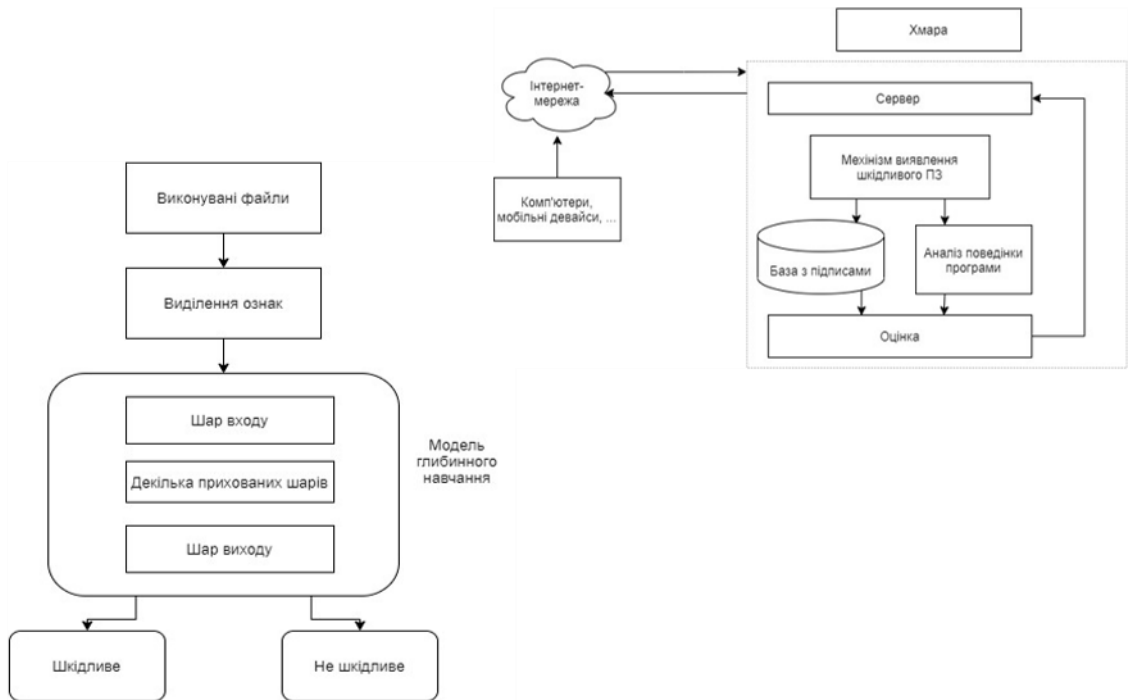 Хмара
Інтернет-
мережа
Сервер
Мехінізм виявлення
шкідливого ПЗ
Комп'ютери,
мобільні девайси, ...
База з підписами
Аналіз поведінки
програми
Оцінка
Виконувані файли
Виділення ознак
Шар входу
Декілька прихованих шарів
Шар виходу
Модель
глибинного
навчання
Шкідливе
Не шкідливе